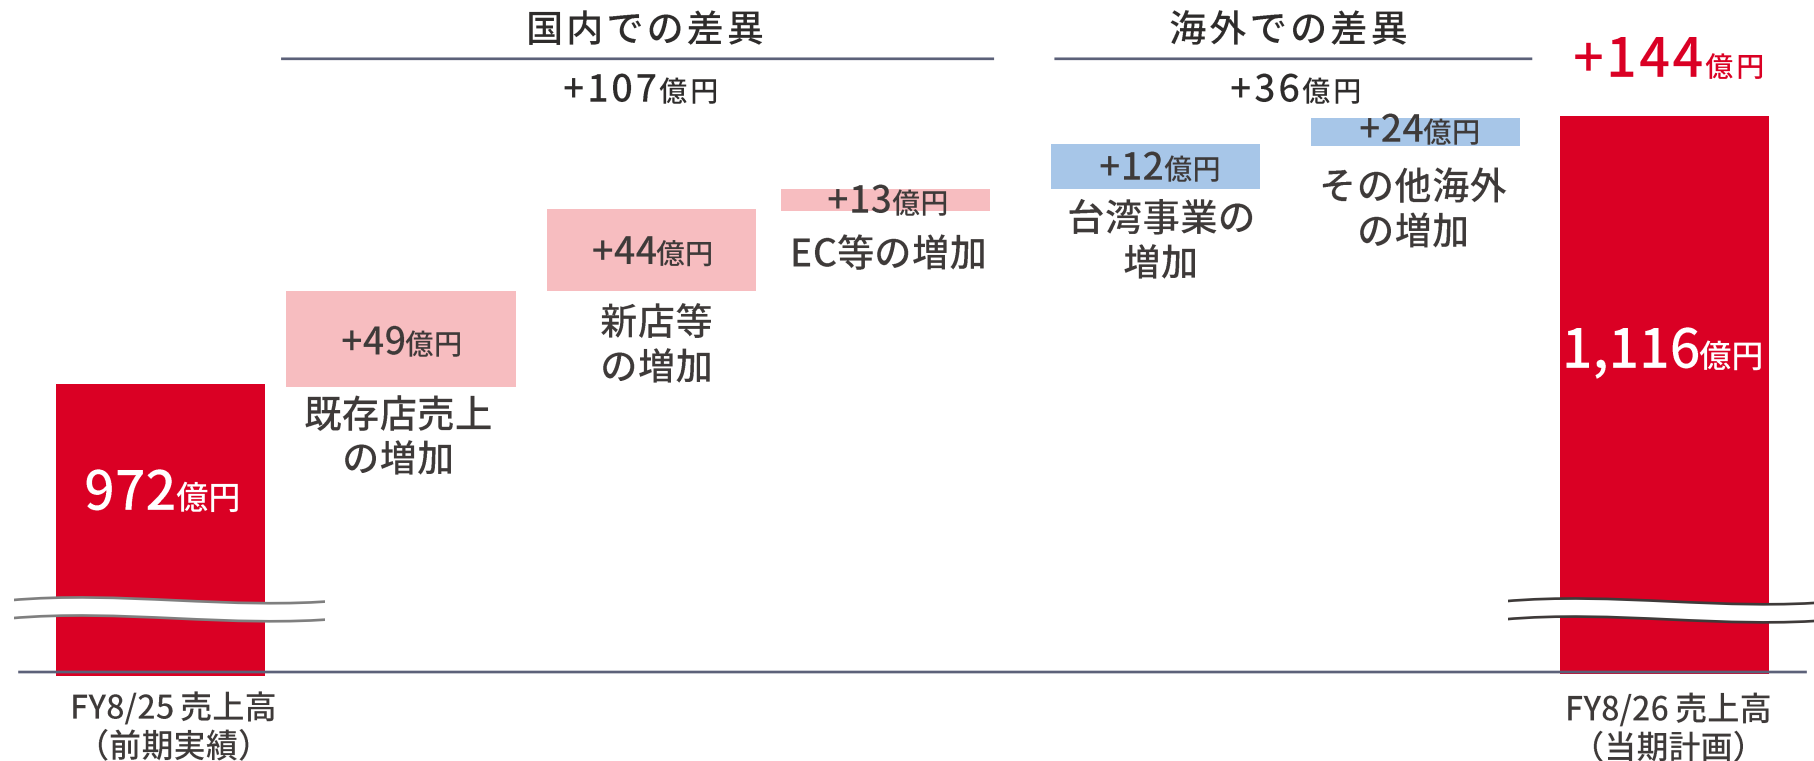 国内での差異
+107億円
海外での差異
+36億円
+144億円
972億円
+49億円
既存店売上
の増加
+44億円
新店等
の増加
+13億円
EC等の増加
+12億円
台湾事業の
増加
+24億円
その他海外
の増加
1,116億円
FY8/25 売上高
（前期実績）
FY8/26 売上高
（当期計画）